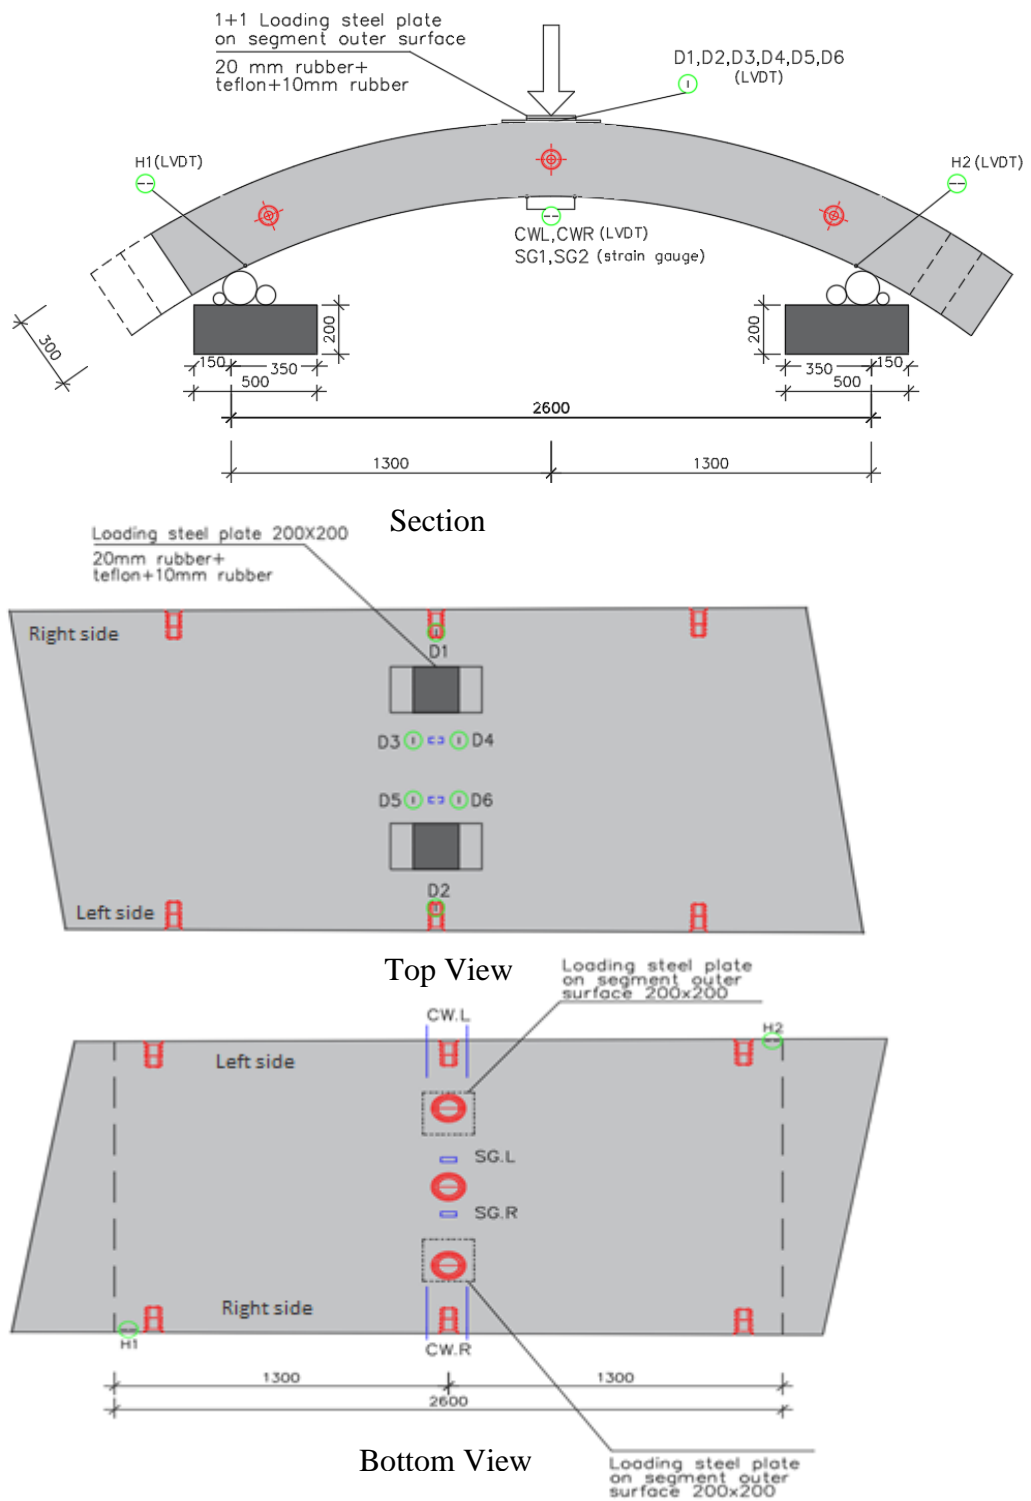 1+1 Loading steel plate
on segment outer surface
20 mm rubber+
teflon+10mm rubber
D1,D2,D3,D4,D5,D6
(LVDT)
H1(LVDT)
H2 (LVDT)
CWL,CWR (LVDT)
SG1,SG2 (strain gauge)
300
200
150
350
500
200
350
150
500
2600
1300
1300
Section
Loading steel plate 200X200
20mm rubber+
teflon+10mm rubber
Right side
D1
D3
D4
D5
D6
D2
Left side
Top View
Loading steel plate
on segment outer
surface 200x200
CW.L
H2
Left side
SG.L
SG.R
Right side
H1
CW.R
1300
1300
2600
Bottom View
Loading steel plate
on segment outer
surface 200x200